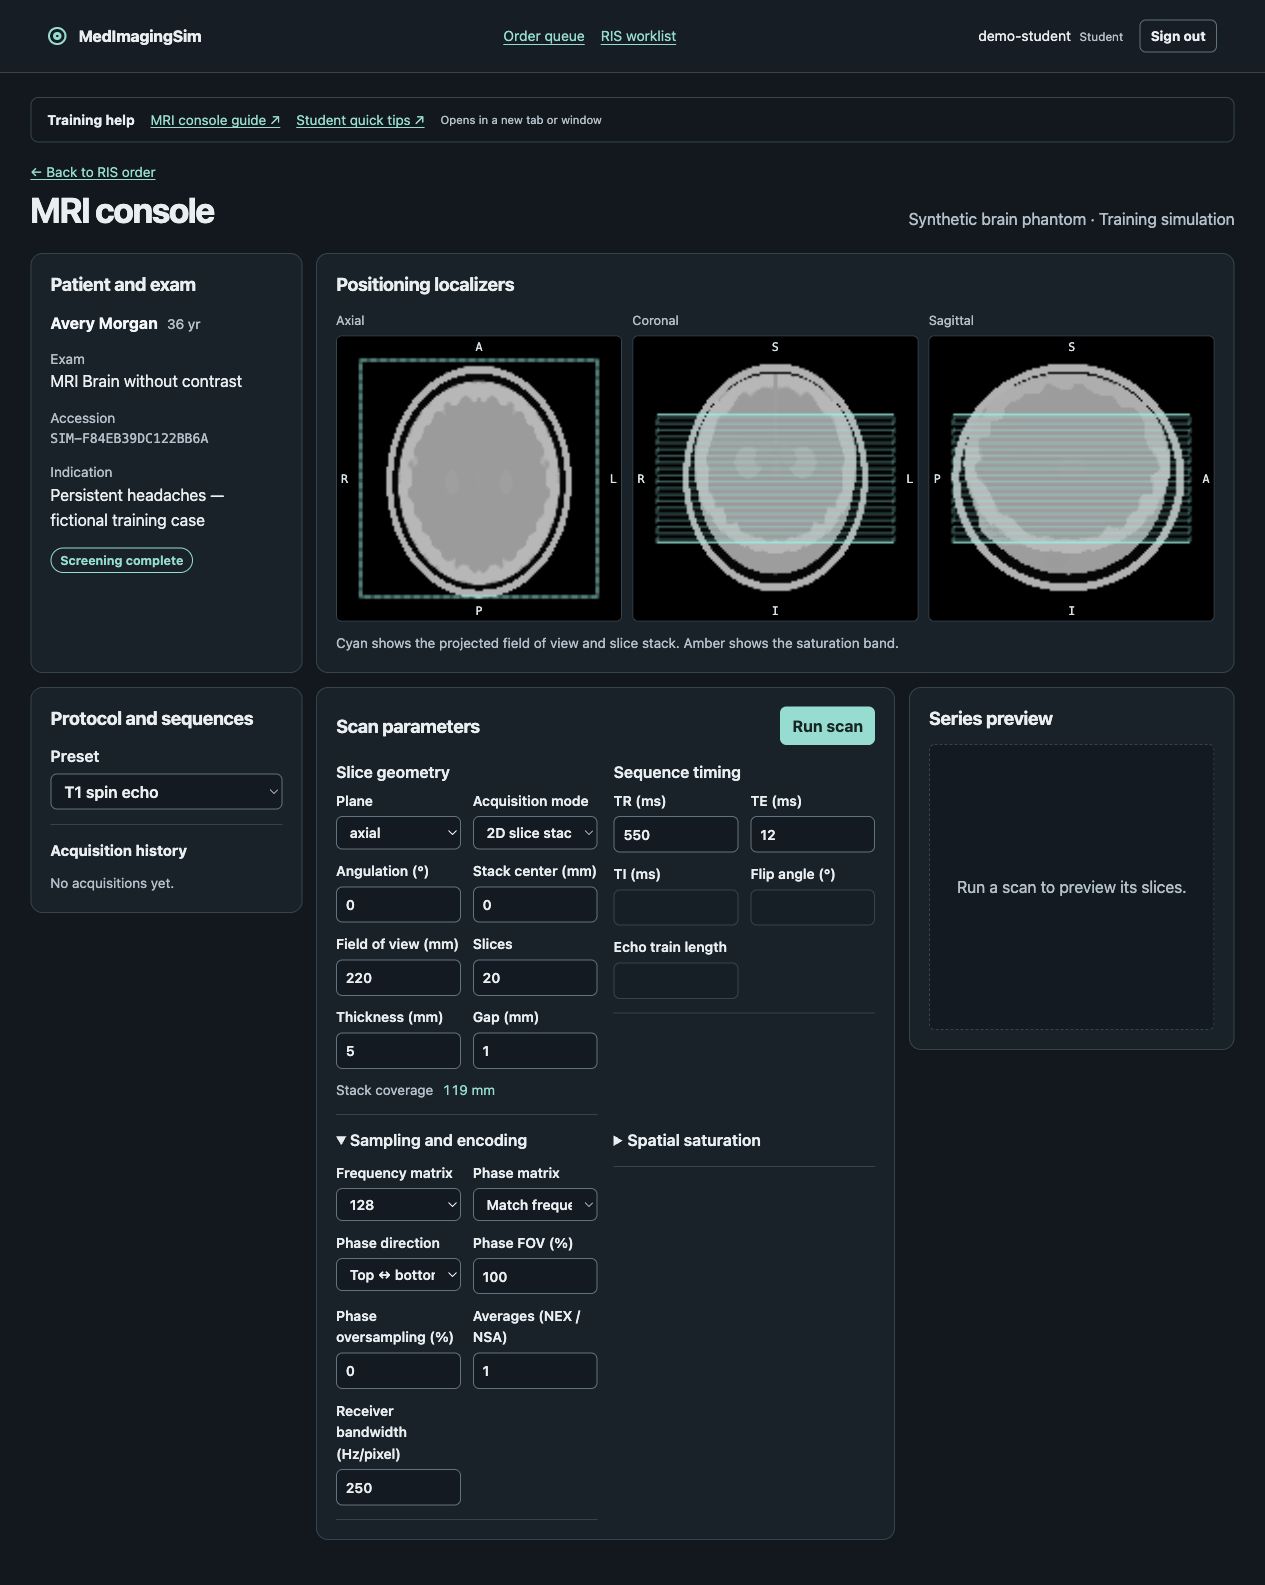 MedImagingSim
Order queue
RIS worklist
demo-student Student
Sign out
Training help
MRI console guide ↗
Student quick tips ↗
Opens in a new tab or window
← Back to RIS order
MRI console
Synthetic brain phantom · Training simulation
Patient and exam
Avery Morgan 36 yr
Exam
MRI Brain without contrast
Accession
SIM-F84EB39DC122BB6A
Indication
Persistent headaches —
fictional training case
Screening complete
Positioning localizers
Axial
A
R
L
P
Coronal
S
R
L
I
Sagittal
S
P
A
I
Cyan shows the projected field of view and slice stack. Amber shows the saturation band.
Protocol and sequences
Preset
T1 spin echo
Acquisition history
No acquisitions yet.
Scan parameters
Run scan
Slice geometry
Plane
Acquisition mode
axial
2D slice stac
Angulation (°)
Stack center (mm)
0
0
Field of view (mm)
Slices
220
20
Thickness (mm)
Gap (mm)
5
1
Stack coverage 119 mm
Sequence timing
TR (ms)
TE (ms)
550
12
TI (ms)
Flip angle (°)
Echo train length
▼ Sampling and encoding
Frequency matrix
Phase matrix
128
Match freque
Phase direction
Phase FOV (%)
Top ↔ bottor
100
Phase
oversampling (%)
Averages (NEX /
NSA)
0
1
Receiver
bandwidth
(Hz/pixel)
250
▶ Spatial saturation
Series preview
Run a scan to preview its slices.